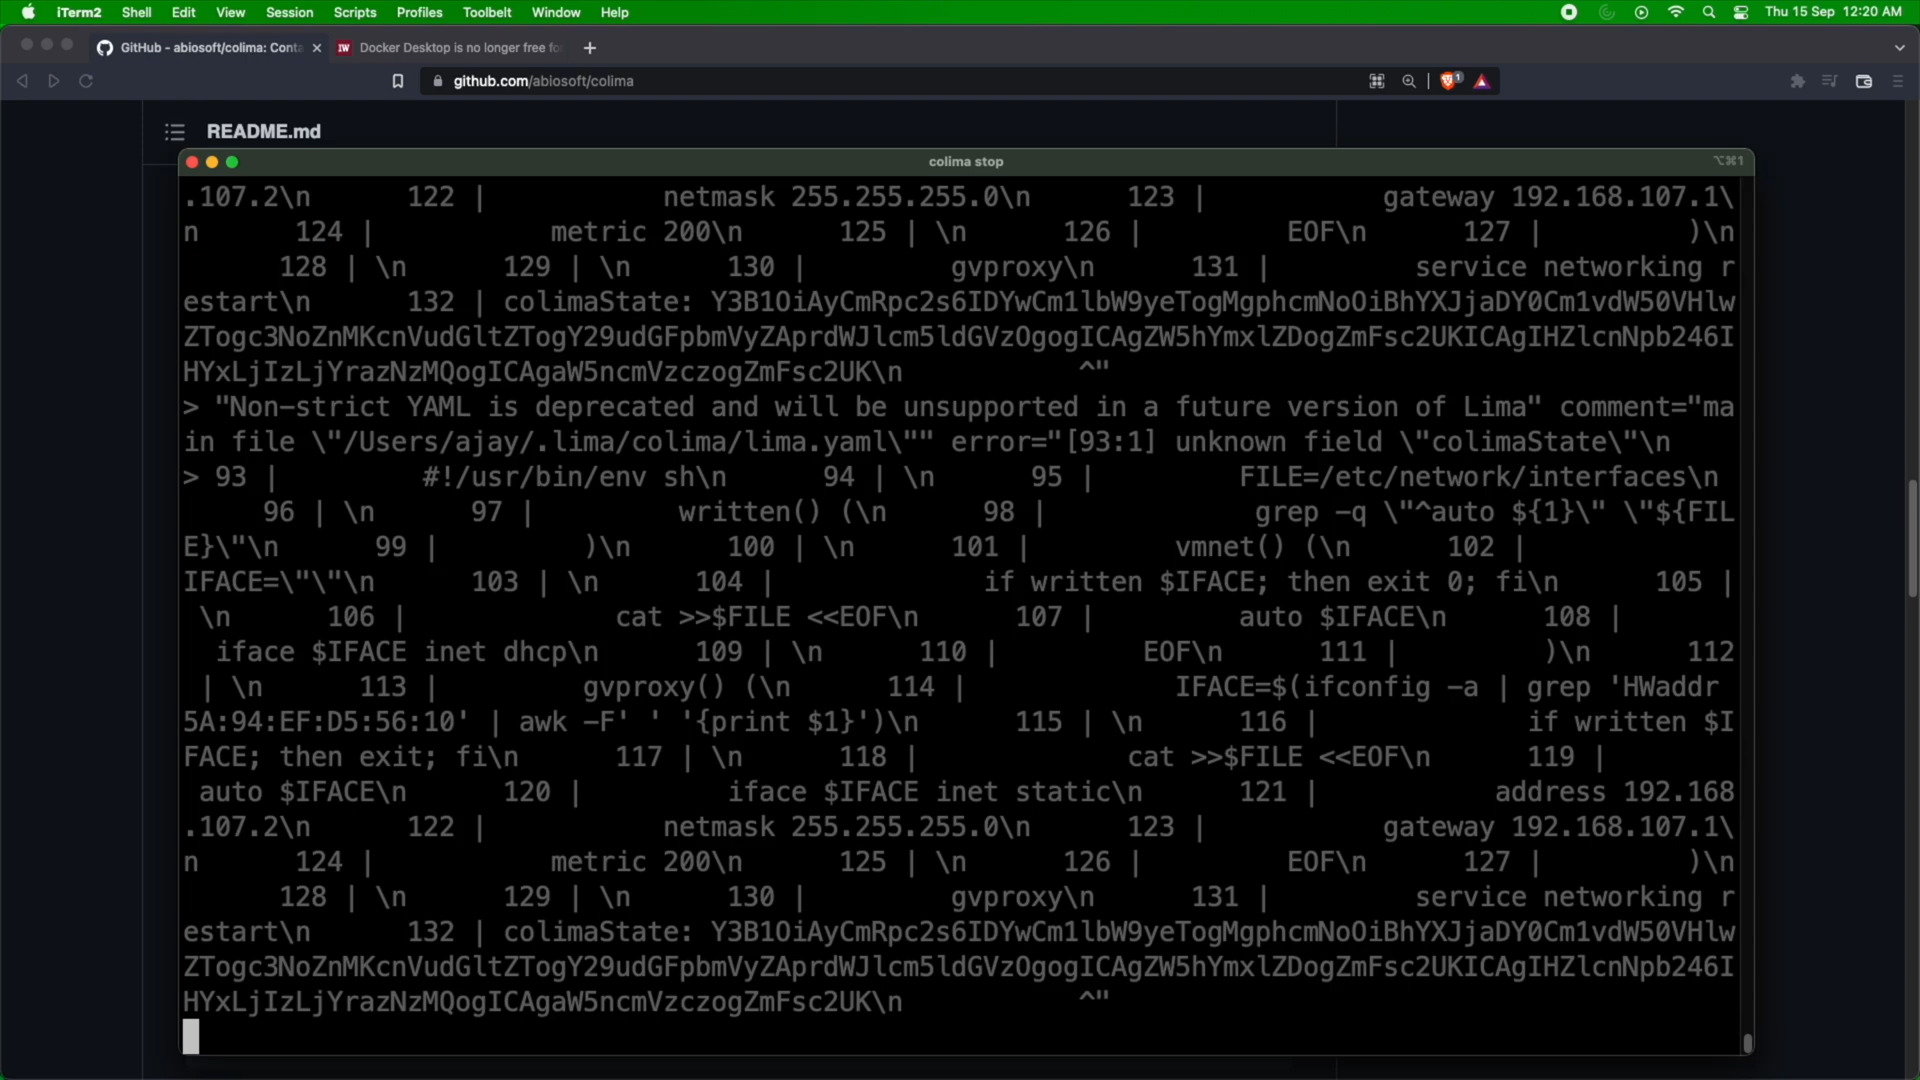 iTerm2 Shell Edit View Session Scripts Profiles Toolbelt Window Help Thu 15 Sep 12:20 AM
GitHub - abiosoft/colima: Conta IW Docker Desktop is no longer free fo
github.com/abiosoft/colima 1
README.md
colima stop ⌥⌘1
.107.2\n 122 | netmask 255.255.255.0\n 123 | gateway 192.168.107.1\
n 124 | metric 200\n 125 | \n 126 | EOF\n 127 | )\n
128 | \n 129 | \n 130 | gvproxy\n 131 | service networking r
estart\n 132 | colimaState: Y3B1OiAyCmRpc2s6IDYwCm1lbW9yeTogMgphcmNoOiBhYXJjaDY0Cm1vdW50VHlw
ZTogc3NoZnMKcnVudGltZTogY29udGFpbmVyZAprdWJlcm5ldGVzOgogICAgZW5hYmxlZDogZmFsc2UKICAgIHZlcnNpb246I
HYxLjIzLjYrazNzMQogICAgaW5ncmVzczogZmFsc2UK\n ^"
> "Non-strict YAML is deprecated and will be unsupported in a future version of Lima" comment="ma
in file \"/Users/ajay/.lima/colima/lima.yaml\"" error="[93:1] unknown field \"colimaState\"\n
> 93 | #!/usr/bin/env sh\n 94 | \n 95 | FILE=/etc/network/interfaces\n
96 | \n 97 | written() (\n 98 | grep -q \"^auto ${1}\" \"${FIL
E}\"\n 99 | )\n 100 | \n 101 | vmnet() (\n 102 |
IFACE=\"\"\n 103 | \n 104 | if written $IFACE; then exit 0; fi\n 105 |
\n 106 | cat >>$FILE <<EOF\n 107 | auto $IFACE\n 108 |
iface $IFACE inet dhcp\n 109 | \n 110 | EOF\n 111 | )\n 112
| \n 113 | gvproxy() (\n 114 | IFACE=$(ifconfig -a | grep 'HWaddr
5A:94:EF:D5:56:10' | awk -F' ' '{print $1}')\n 115 | \n 116 | if written $I
FACE; then exit; fi\n 117 | \n 118 | cat >>$FILE <<EOF\n 119 |
auto $IFACE\n 120 | iface $IFACE inet static\n 121 | address 192.168
.107.2\n 122 | netmask 255.255.255.0\n 123 | gateway 192.168.107.1\
n 124 | metric 200\n 125 | \n 126 | EOF\n 127 | )\n
128 | \n 129 | \n 130 | gvproxy\n 131 | service networking r
estart\n 132 | colimaState: Y3B1OiAyCmRpc2s6IDYwCm1lbW9yeTogMgphcmNoOiBhYXJjaDY0Cm1vdW50VHlw
ZTogc3NoZnMKcnVudGltZTogY29udGFpbmVyZAprdWJlcm5ldGVzOgogICAgZW5hYmxlZDogZmFsc2UKICAgIHZlcnNpb246I
HYxLjIzLjYrazNzMQogICAgaW5ncmVzczogZmFsc2UK\n ^"